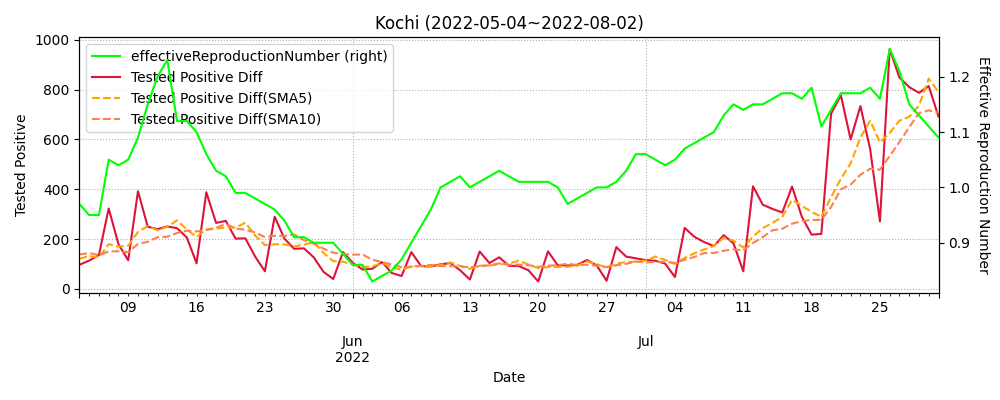 Kochi (2022-05-04~2022-08-02)
effectiveReproductionNumber (right)
Tested Positive Diff
Tested Positive Diff(SMA5)
Tested Positive Diff(SMA10)
Tested Positive
1000
800
600
400
200
0
1.2
1.1
1.0
0.9
Effective Reproduction Number
09 16 23 30 06 13 20 27 04 11 18 25
Jun Jul
2022
Date